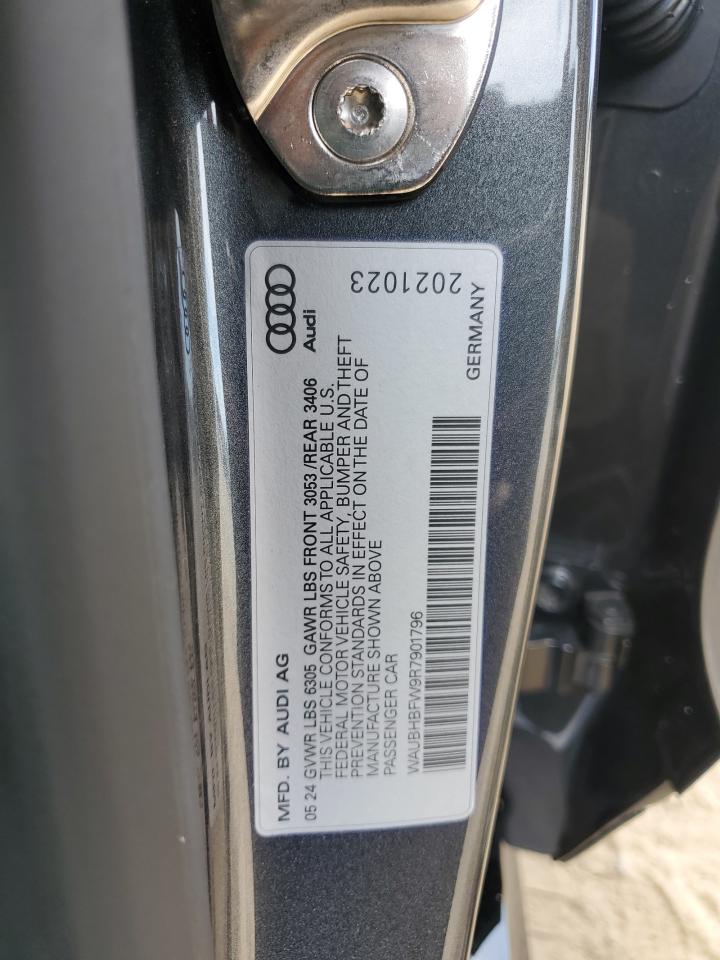 MFD. BY AUDI AG
Audi
05 24 GVWR LBS 6305 GAWR LBS FRONT 3053 /REAR 3406
THIS VEHICLE CONFORMS TO ALL APPLICABLE U.S.
FEDERAL MOTOR VEHICLE SAFETY, BUMPER AND THEFT
PREVENTION STANDARDS IN EFFECT ON THE DATE OF
MANUFACTURE SHOWN ABOVE
PASSENGER CAR
WAUBHBFW9R7901796
GERMANY
2021023